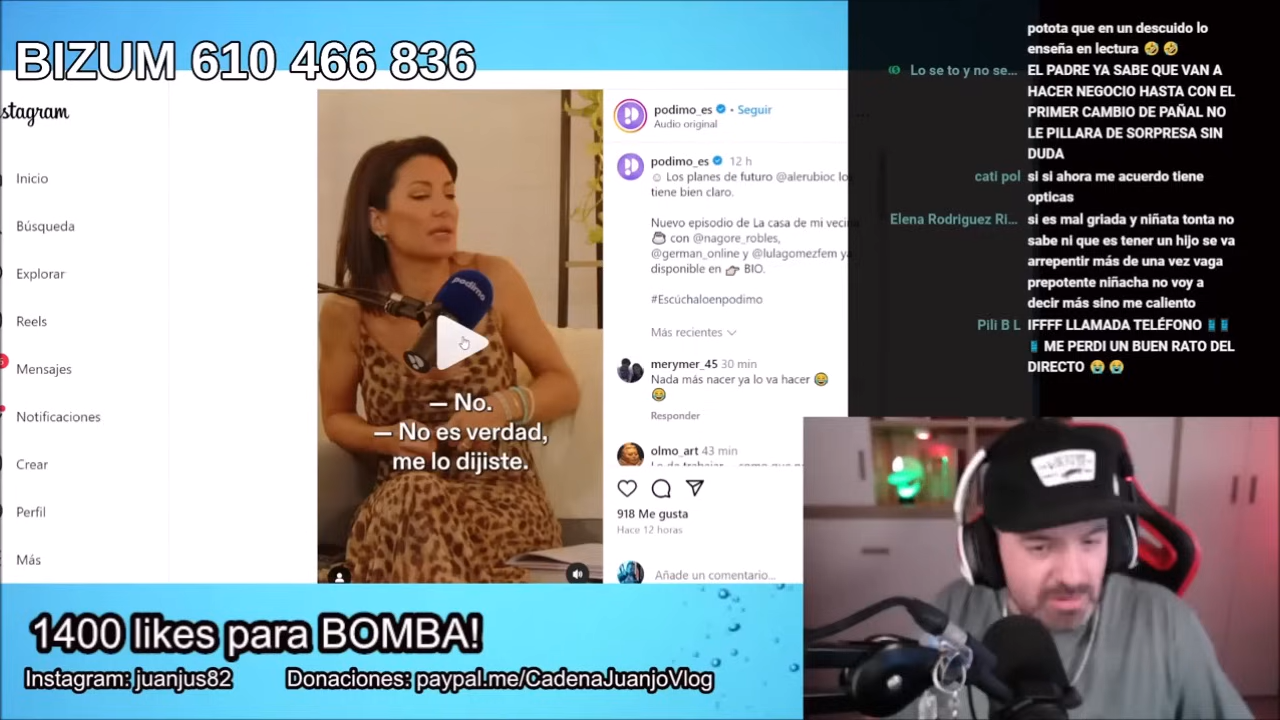 BIZUM 610 466 836
stagram
Inicio
Búsqueda
Explorar
Reels
Mensajes
Notificaciones
Crear
Perfil
Más
podimo
— No.
— No es verdad,
me lo dijiste.
podimo_es • Seguir
Audio original
podimo_es 12 h
☺ Los planes de futuro @alerubioc lo
tiene bien claro.
Nuevo episodio de La casa de mi vecin
con @nagore_robles,
@german_online y @lulagomezfem ya
disponible en 👉 BIO.
#Escúchaloenpodimo
Más recientes
merymer_45 30 min
Nada más nacer ya lo va hacer 😂
😂
Responder
olmo_art 43 min
918 Me gusta
Hace 12 horas
Añade un comentario...
potota que en un descuido lo
enseña en lectura 🤣 🤣
Lo se to y no se... EL PADRE YA SABE QUE VAN A
HACER NEGOCIO HASTA CON EL
PRIMER CAMBIO DE PAÑAL NO
LE PILLARA DE SORPRESA SIN
DUDA
cati pol si si ahora me acuerdo tiene
opticas
Elena Rodriguez Ri... si es mal griada y niñata tonta no
sabe ni que es tener un hijo se va
arrepentir más de una vez vaga
prepotente niñacha no voy a
decir más sino me caliento
Pili B L IFFFF LLAMADA TELÉFONO 📱📱
📱 ME PERDI UN BUEN RATO DEL
DIRECTO 😭 😭
1400 likes para BOMBA!
Instagram: juanjus82 Donaciones: paypal.me/CadenaJuanjoVlog